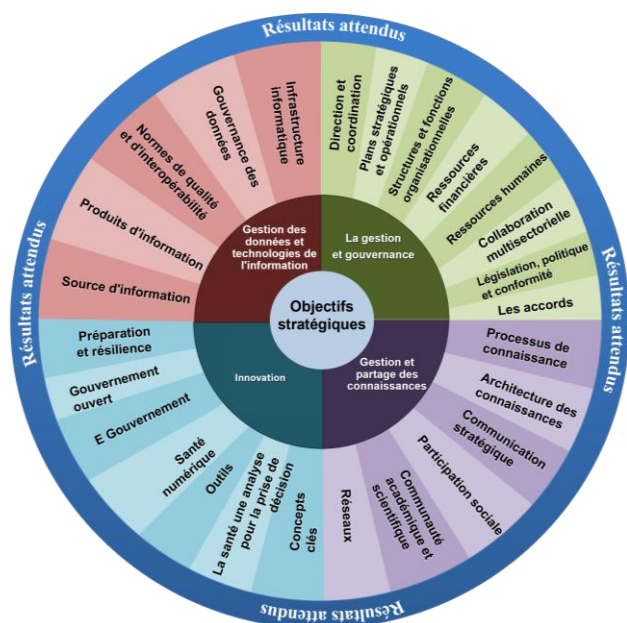 Résultats attendus
Résultats attendus
Résultats attendus
Résultats attendus
Objectifs
stratégiques
Gestion des
données et
technologies de
l'information
Infrastructure
informatique
Gouvernance des
données
Normes de qualité
et d'interopérabilité
Produits d'information
Source d'information
La gestion
et gouvernance
Direction et
coordination
Plans stratégiques
et opérationnels
Structures et fonctions
organisationnelles
Ressources
financières
Ressources humaines
Collaboration
multisectorielle
Législation, politique
et conformité
Les accords
Gestion et
partage des
connaissances
Processus de
connaissance
Architecture des
connaissances
Communication
stratégique
Participation sociale
Communauté
académique et
scientifique
Réseaux
Innovation
Préparation
et résilience
Gouvernement
ouvert
E Gouvernement
Santé
numérique
Outils
La santé une analyse
pour la prise de
décision
Concepts
clés